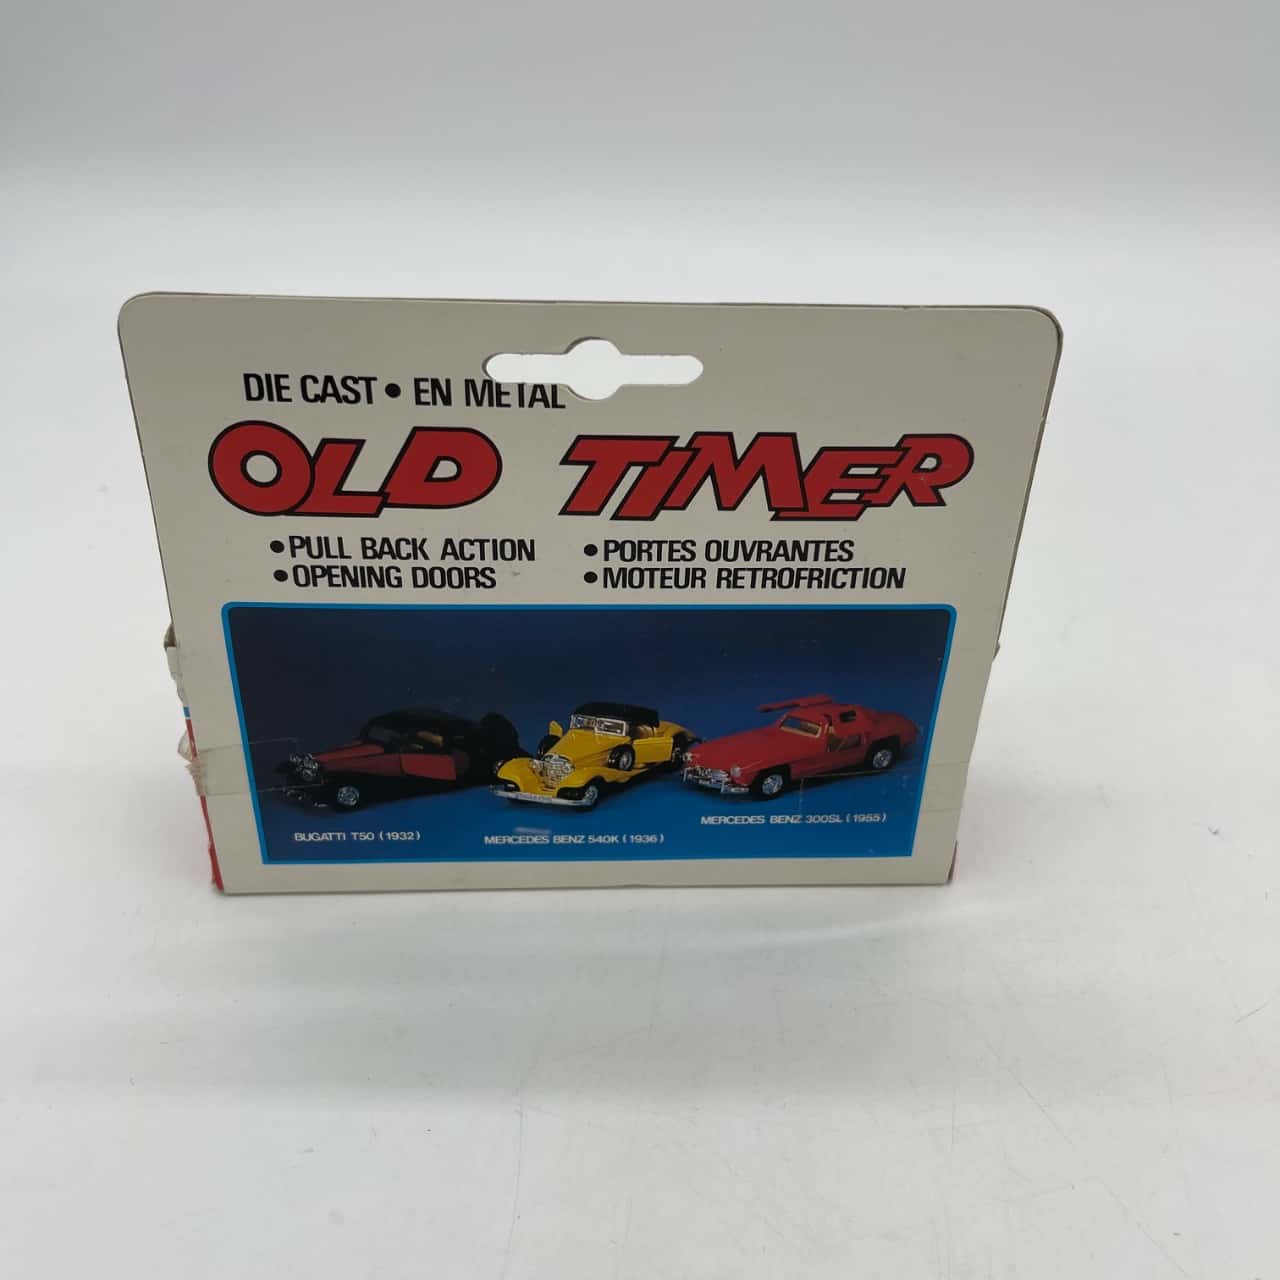 DIE CAST • EN METAL
OLD TIMER
• PULL BACK ACTION
• OPENING DOORS
• PORTES OUVRANTES
• MOTEUR RETROFRICTION
BUGATTI T50 (1932)
MERCEDES BENZ 540K (1936)
MERCEDES BENZ 300SL (1955)